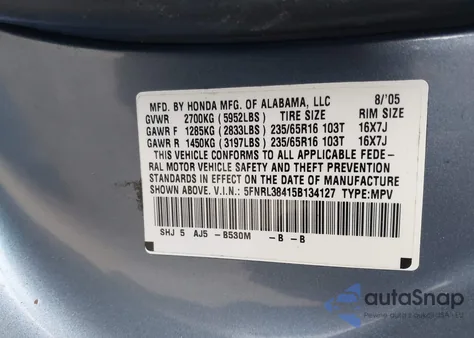 MFD. BY HONDA MFG. OF ALABAMA, LLC 8/'05
GVWR 2700KG (5952LBS) TIRE SIZE RIM SIZE
GAWR F 1285KG (2833LBS) 235/65R16 103T 16X7J
GAWR R 1450KG (3197LBS) 235/65R16 103T 16X7J
THIS VEHICLE CONFORMS TO ALL APPLICABLE FEDE-
RAL MOTOR VEHICLE SAFETY AND THEFT PREVENTION
STANDARDS IN EFFECT ON THE DATE OF MANUFACTURE
SHOWN ABOVE. V.I.N.: 5FNRL38415B134127 TYPE:MPV
SHJ 5 AJ5 -B530M -B -B
autoSnap